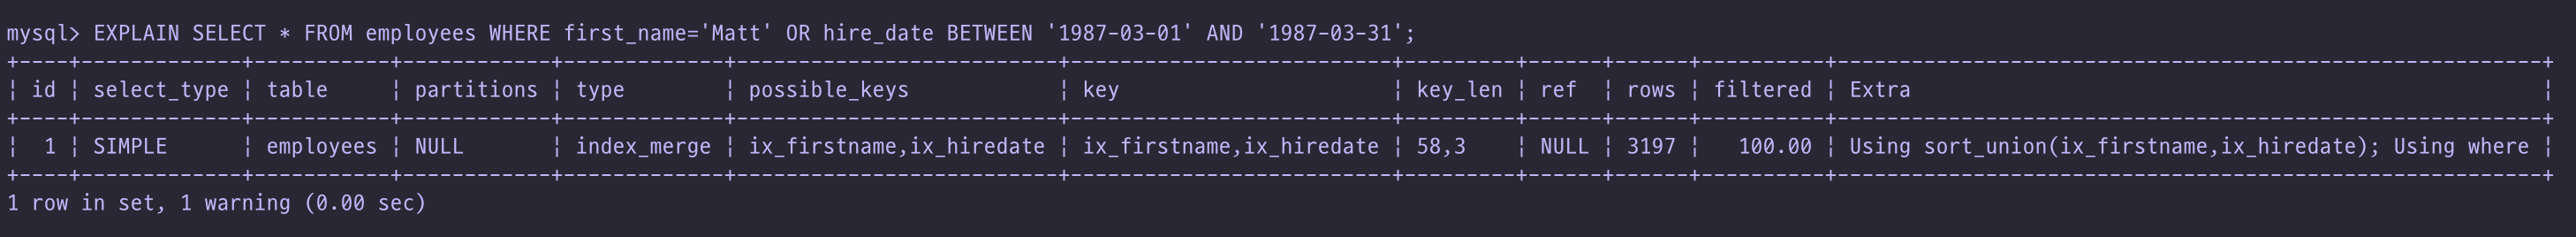 mysql> EXPLAIN SELECT * FROM employees WHERE first_name='Matt' OR hire_date BETWEEN '1987-03-01' AND '1987-03-31';
+----+-------------+-----------+------------+-------------+-------------------------+-------------------------+---------+------+------+----------+------------------------------------------------------+
| id | select_type | table     | partitions | type        | possible_keys           | key                     | key_len | ref  | rows | filtered | Extra                                                |
+----+-------------+-----------+------------+-------------+-------------------------+-------------------------+---------+------+------+----------+------------------------------------------------------+
|  1 | SIMPLE      | employees | NULL       | index_merge | ix_firstname,ix_hiredate | ix_firstname,ix_hiredate | 58,3    | NULL | 3197 |   100.00 | Using sort_union(ix_firstname,ix_hiredate); Using where |
+----+-------------+-----------+------------+-------------+-------------------------+-------------------------+---------+------+------+----------+------------------------------------------------------+
1 row in set, 1 warning (0.00 sec)